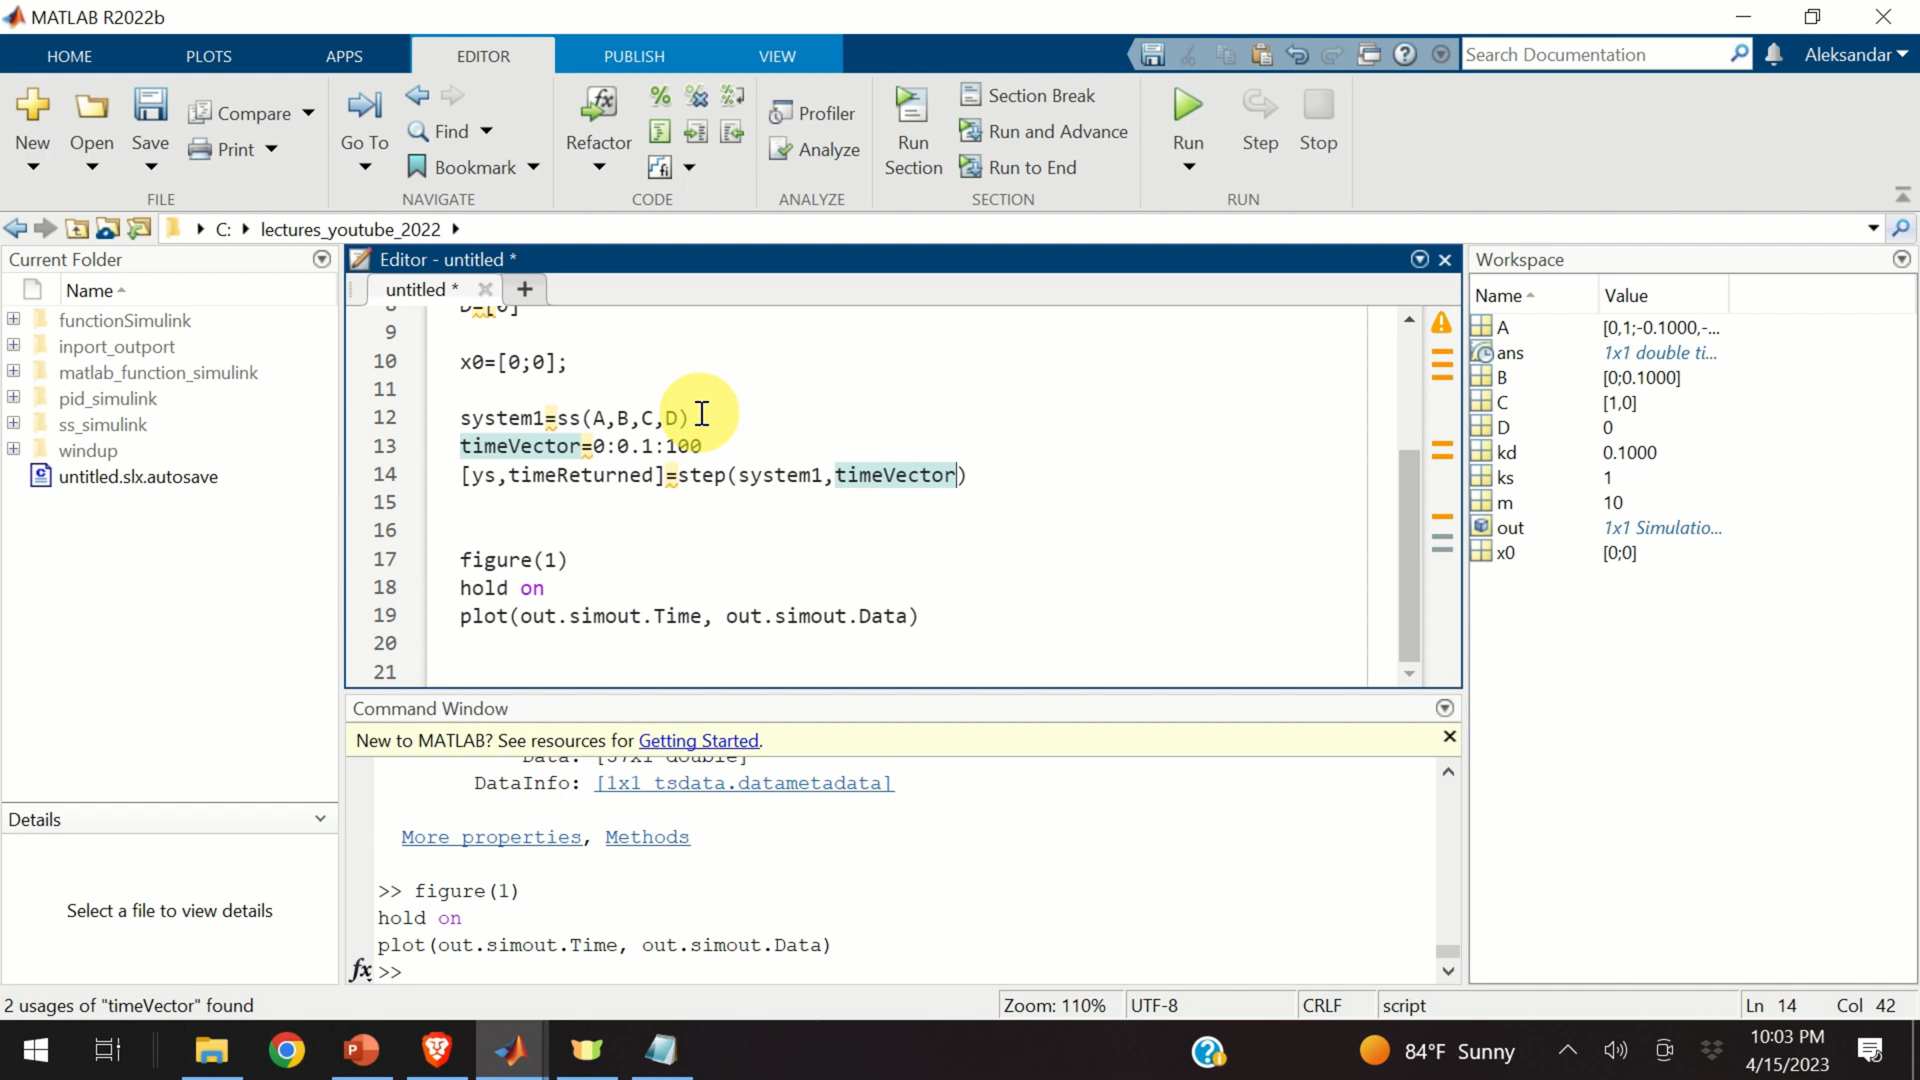 MATLAB R2022b
HOME PLOTS APPS EDITOR PUBLISH VIEW
Search Documentation
Aleksandar
New Open Save Compare Print
Go To Find Bookmark
Refactor
Profiler
Analyze
Run Section
Section Break
Run and Advance
Run to End
Run Step Stop
FILE NAVIGATE CODE ANALYZE SECTION RUN
C: lectures_youtube_2022
Current Folder
Name
functionSimulink
inport_outport
matlab_function_simulink
pid_simulink
ss_simulink
windup
untitled.slx.autosave
Details
Select a file to view details
Editor - untitled *
untitled *
8 D=[0]
9
10 x0=[0;0];
11
12 system1=ss(A,B,C,D)
13 timeVector=0:0.1:100
14 [ys,timeReturned]=step(system1,timeVector)
15
16
17 figure(1)
18 hold on
19 plot(out.simout.Time, out.simout.Data)
20
21
Command Window
New to MATLAB? See resources for Getting Started.
Data: [57x1 double]
DataInfo: [1x1 tsdata.datametadata]
More properties, Methods
>> figure(1)
hold on
plot(out.simout.Time, out.simout.Data)
fx >>
Workspace
Name Value
A [0,1;-0.1000,-...
ans 1x1 double ti...
B [0;0.1000]
C [1,0]
D 0
kd 0.1000
ks 1
m 10
out 1x1 Simulatio...
x0 [0;0]
2 usages of "timeVector" found
Zoom: 110% UTF-8 CRLF script Ln 14 Col 42
84°F Sunny
10:03 PM
4/15/2023